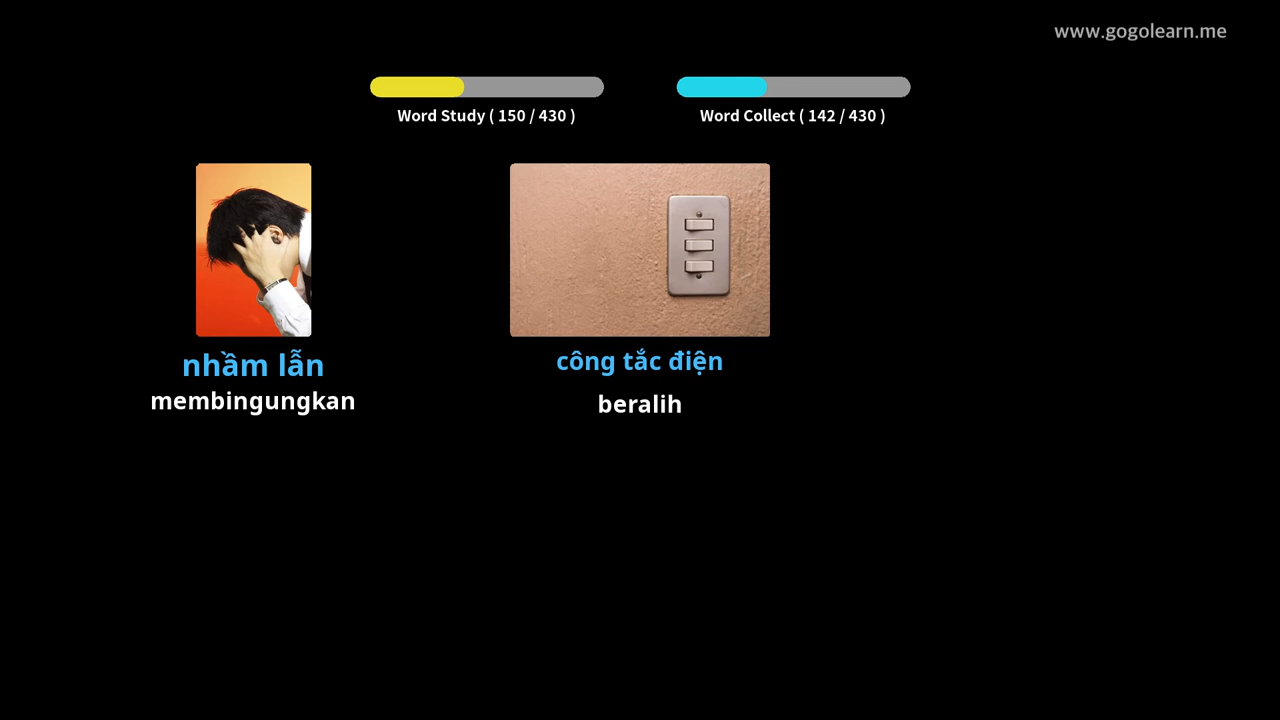 www.gogolearn.me
Word Study ( 150 / 430 )
Word Collect ( 142 / 430 )
nhầm lẫn
membingungkan
công tắc điện
beralih